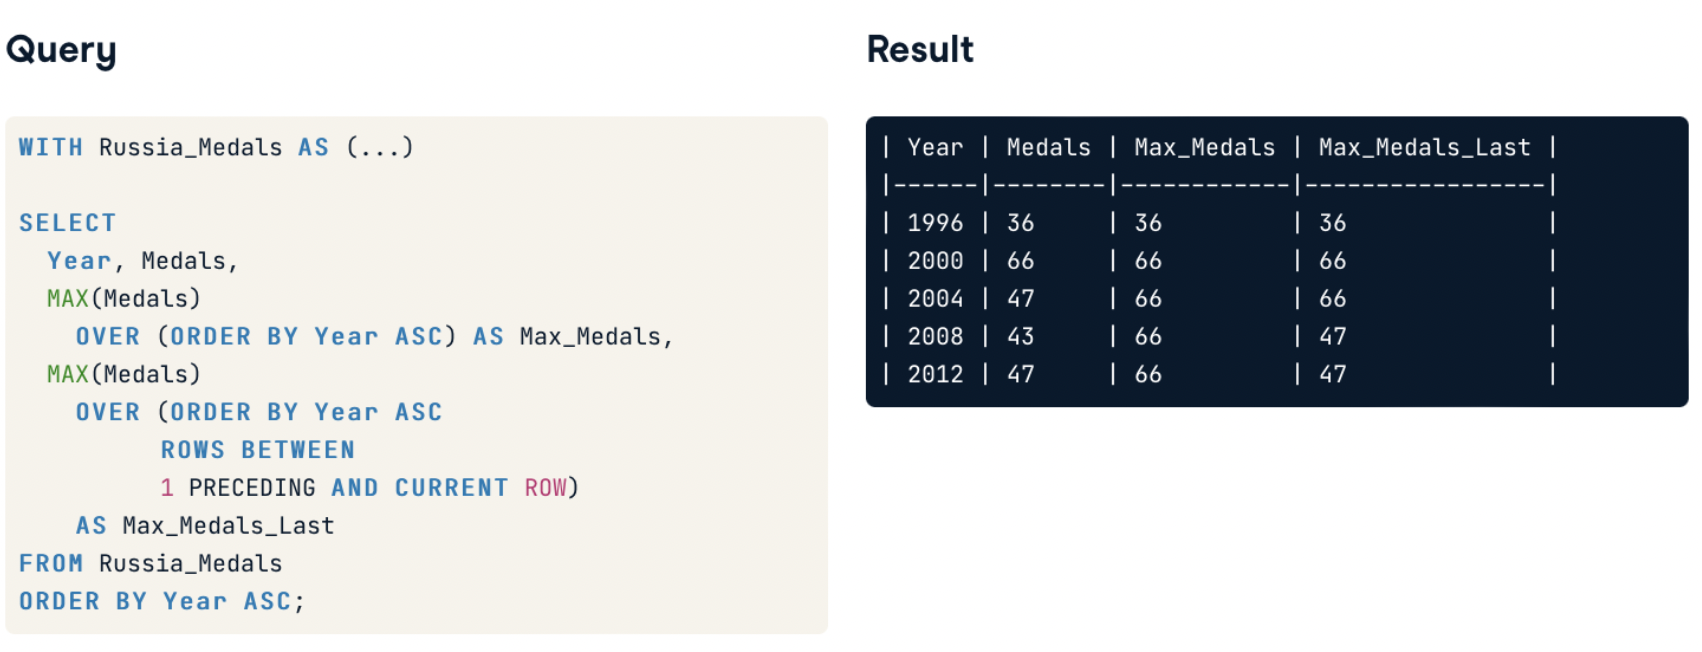 Query
WITH Russia_Medals AS (...)
SELECT
Year, Medals,
MAX(Medals)
OVER (ORDER BY Year ASC) AS Max_Medals,
MAX(Medals)
OVER (ORDER BY Year ASC
ROWS BETWEEN
1 PRECEDING AND CURRENT ROW)
AS Max_Medals_Last
FROM Russia_Medals
ORDER BY Year ASC;
Result
| Year | Medals | Max_Medals | Max_Medals_Last |
|------|--------|------------|-----------------|
| 1996 | 36 | 36 | 36 |
| 2000 | 66 | 66 | 66 |
| 2004 | 47 | 66 | 66 |
| 2008 | 43 | 66 | 47 |
| 2012 | 47 | 66 | 47 |